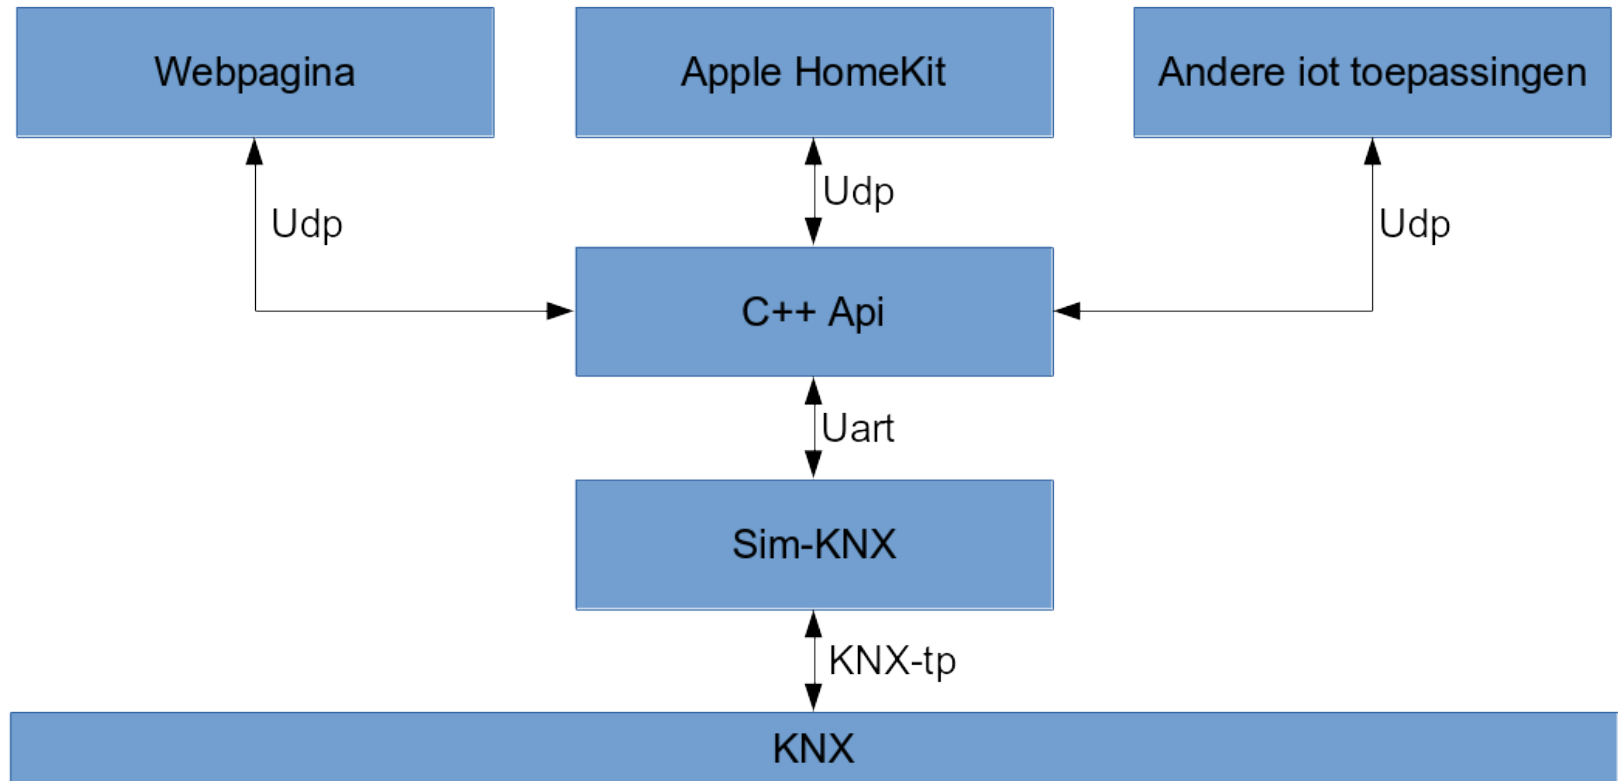 Webpagina
Apple HomeKit
Andere iot toepassingen
Udp
Udp
Udp
C++ Api
Uart
Sim-KNX
KNX-tp
KNX